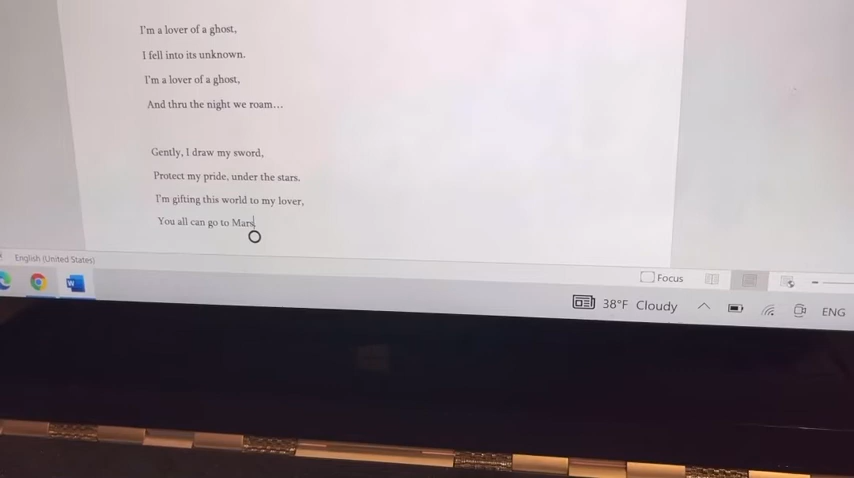 I'm a lover of a ghost,
I fell into its unknown.
I'm a lover of a ghost,
And thru the night we roam...
Gently, I draw my sword,
Protect my pride, under the stars.
I'm gifting this world to my lover,
You all can go to Mars
English (United States)
Focus
W
38°F Cloudy
ENG